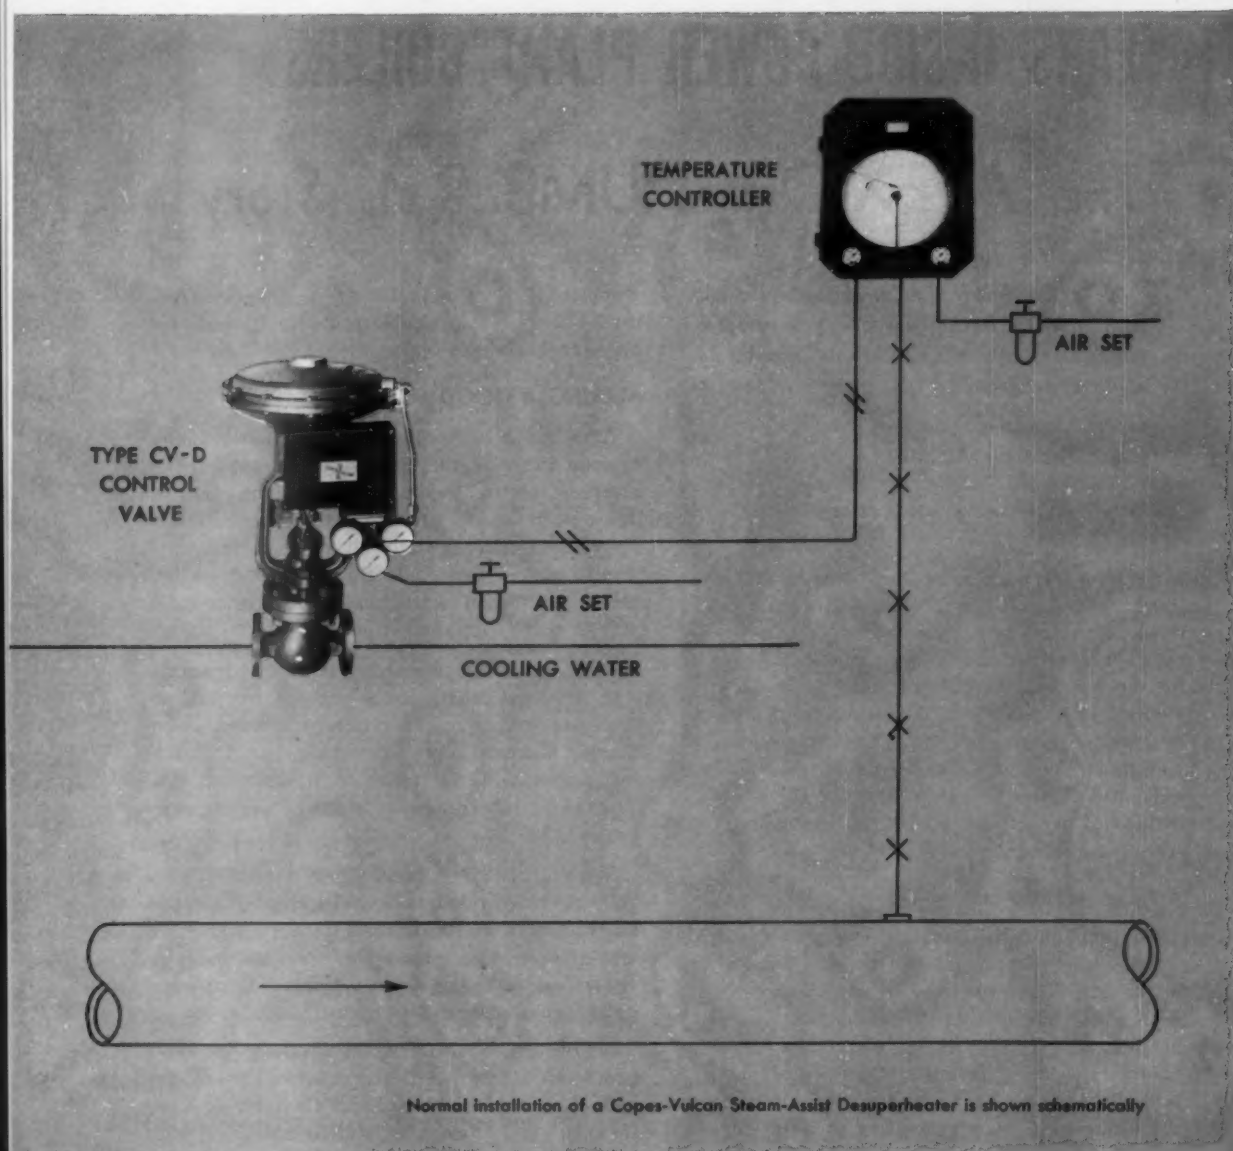 TEMPERATURE
CONTROLLER
AIR SET
TYPE CV-D
CONTROL
VALVE
AIR SET
COOLING WATER
Normal installation of a Copes-Vulcan Steam-Assist Desuperheater is shown schematically